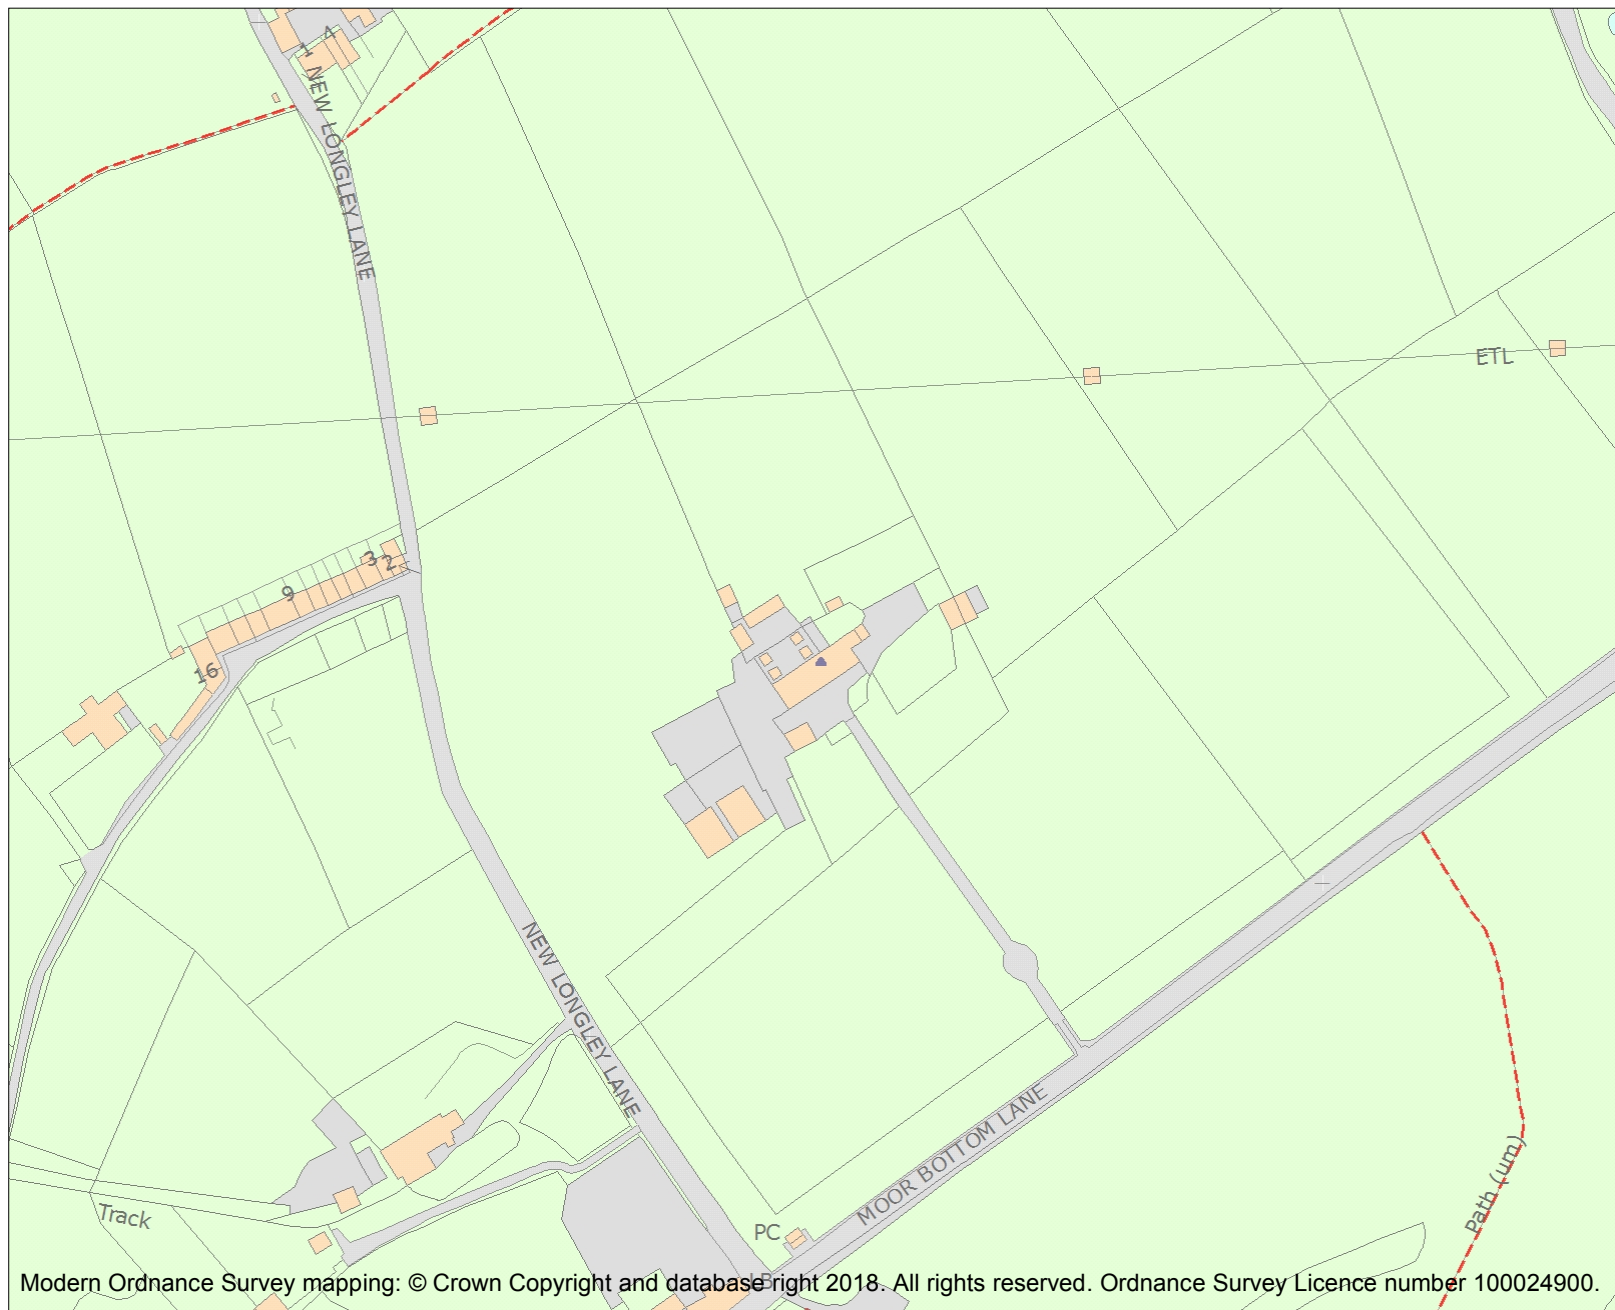 1
4
NEW LONGLEY LANE
ETL
3
2
9
16
NEW LONGLEY LANE
MOOR BOTTOM LANE
Path (um)
Track
PC
LB
Modern Ordnance Survey mapping: © Crown Copyright and database right 2018. All rights reserved. Ordnance Survey Licence number 100024900.